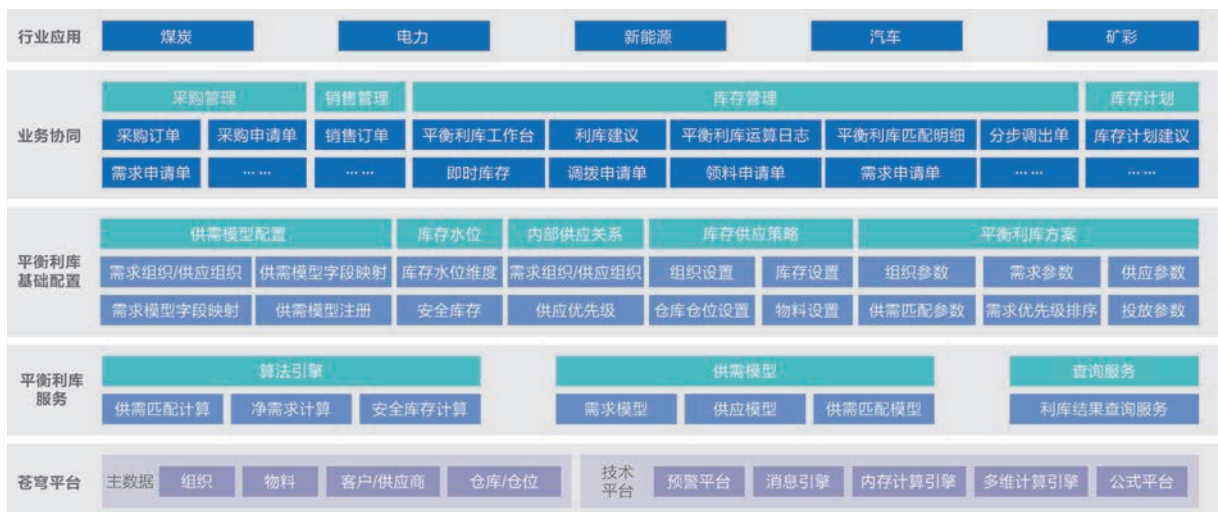 行业应用
煤炭
电力
新能源
汽车
矿彩
业务协同
采购管理
销售管理
库存管理
库存计划
采购订单
采购申请单
销售订单
平衡利库工作台
利库建议
平衡利库运算日志
平衡利库匹配明细
分步调出单
库存计划建议
需求申请单
... ...
... ...
即时库存
调拨申请单
领料申请单
需求申请单
... ...
... ...
平衡利库
基础配置
供需模型配置
库存水位
内部供应关系
库存供应策略
平衡利库方案
需求组织/供应组织
供需模型字段映射
库存水位维度
需求组织/供应组织
组织设置
库存设置
组织参数
需求参数
供应参数
需求模型字段映射
供需模型注册
安全库存
供应优先级
仓库仓位设置
物料设置
供需匹配参数
需求优先级排序
投放参数
平衡利库
服务
算法引擎
供需模型
查询服务
供需匹配计算
净需求计算
安全库存计算
需求模型
供应模型
供需匹配模型
利库结果查询服务
苍穹平台
主数据
组织
物料
客户/供应商
仓库/仓位
技术
平台
预警平台
消息引擎
内存计算引擎
多维计算引擎
公式平台